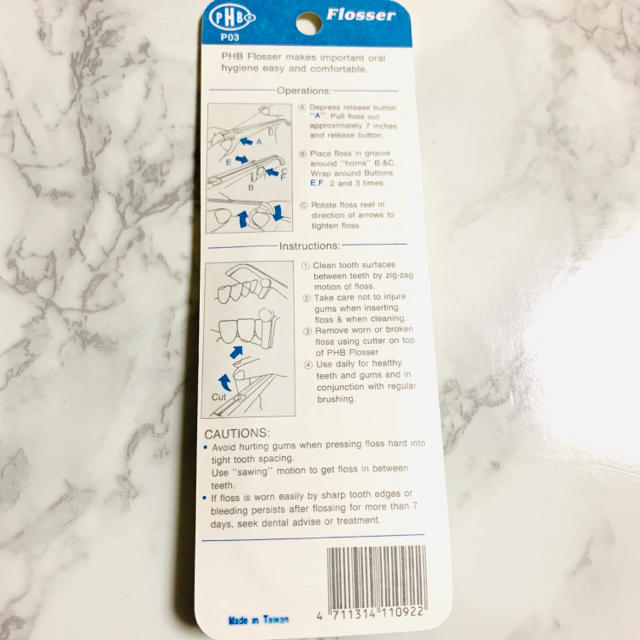 PHB
Flosser
P03
PHB Flosser makes important oral
hygiene easy and comfortable.
Operations:
A Depress release button
"A". Pull floss out
approximately 7 inches
and release button.
B Place floss in groove
around "horns" B.&C.
Wrap around Buttons
E,F, 2 and 3 times.
C Rotate floss reel in
direction of arrows to
tighten floss.
A
E
B
F
Instructions:
1 Clean tooth surfaces
between teeth by zig-zag
motion of floss.
2 Take care not to injure
gums when inserting
floss & when cleaning.
3 Remove worn or broken
floss using cutter on top
of PHB Flosser
4 Use daily for healthy
teeth and gums and in
conjunction with regular
brushing.
Cut
CAUTIONS:
• Avoid hurting gums when pressing floss hard into
tight tooth spacing.
Use "sawing" motion to get floss in between
teeth.
• If floss is worn easily by sharp tooth edges or
bleeding persists after flossing for more than 7
days, seek dental advise or treatment.
Made in Taiwan
4 711314 110922